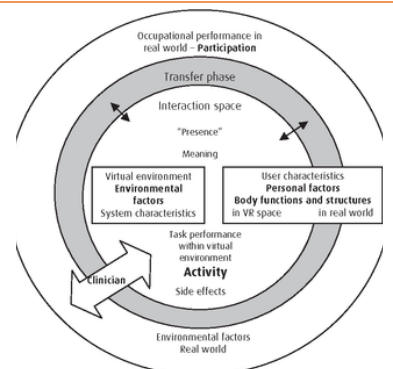 Occupational performance in
real world – Participation
Transfer phase
Interaction space
"Presence"
Meaning
Virtual environment
Environmental
factors
System characteristics
User characteristics
Personal factors
Body functions and structures
in VR space in real world
Task performance
within virtual
environment
Activity
Side effects
Clinician
Environmental factors
Real world